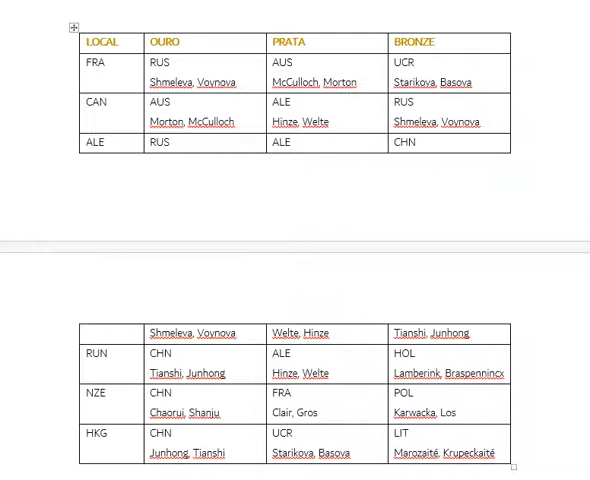 LOCAL OURO PRATA BRONZE
FRA RUS AUS UCR
Shmeleva, Voynova McCulloch, Morton Starikova, Basova
CAN AUS ALE RUS
Morton, McCulloch Hinze, Welte Shmeleva, Voynova
ALE RUS ALE CHN
Shmeleva, Voynova Welte, Hinze Tianshi, Junhong
RUN CHN ALE HOL
Tianshi, Junhong Hinze, Welte Lamberink, Braspennincx
NZE CHN FRA POL
Chaorui, Shanju Clair, Gros Karwacka, Los
HKG CHN UCR LIT
Junhong, Tianshi Starikova, Basova Marozaité, Krupeckaité